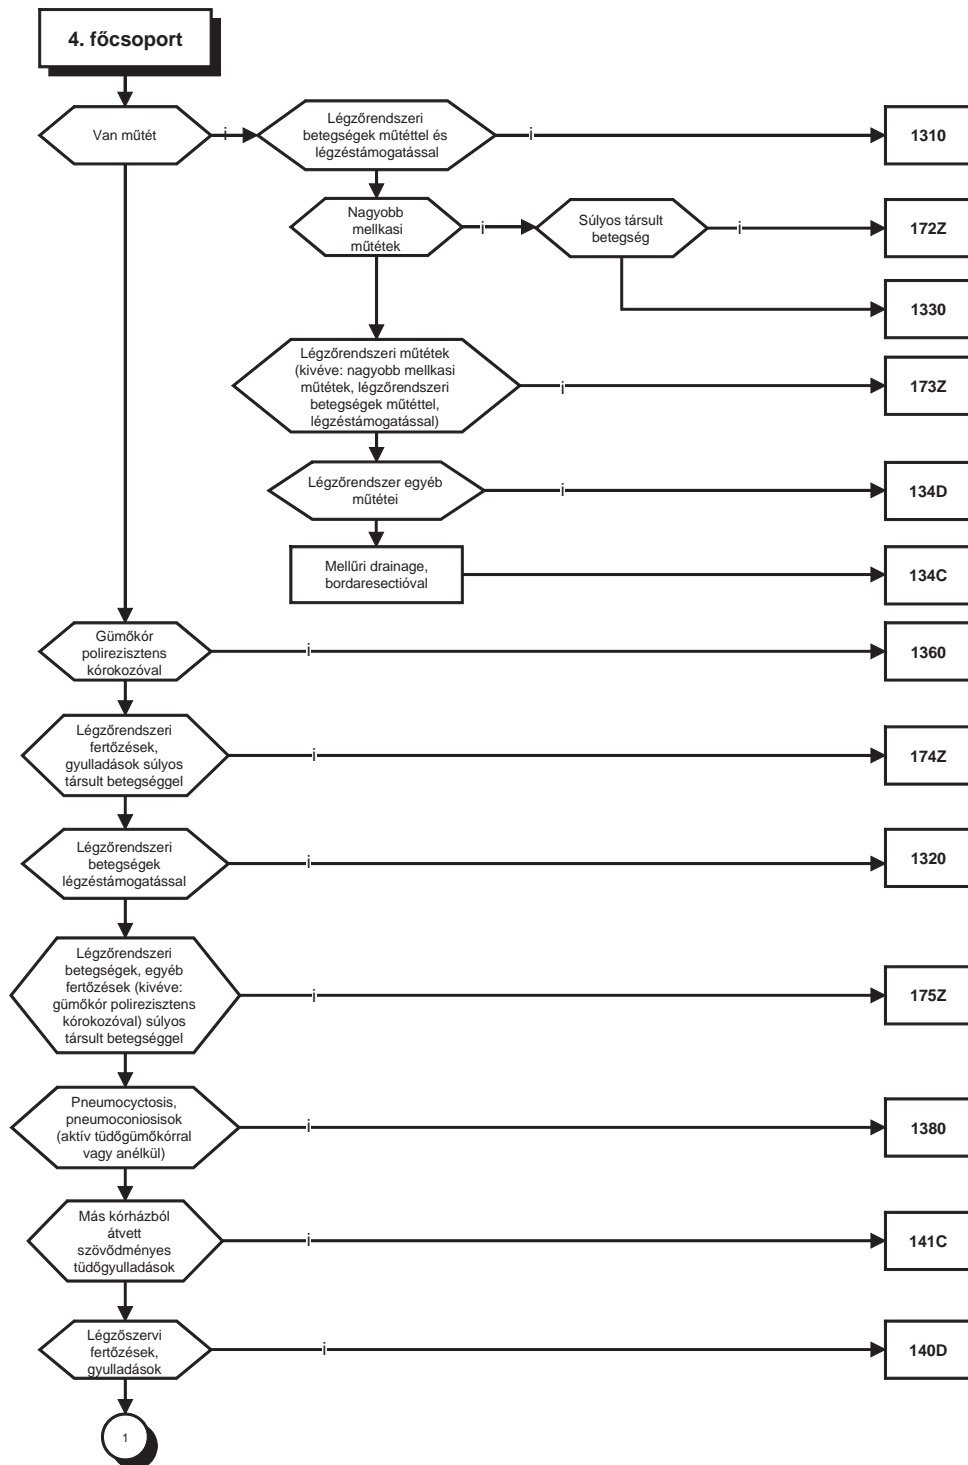 4. főcsoport
Van műtét
i
Légzőrendszeri
betegségek műtéttel és
légzéstámogatással
i
1310
Nagyobb
mellkasi
műtétek
i
Súlyos társult
betegség
i
172Z
1330
Légzőrendszeri műtétek
(kivéve: nagyobb mellkasi
műtétek, légzőrendszeri
betegségek műtéttel,
légzéstámogatással)
i
173Z
Légzőrendszer egyéb
műtétei
i
134D
Mellűri drainage,
bordaresectióval
134C
Gümőkór
polirezisztens
kórokozóval
i
1360
Légzőrendszeri
fertőzések,
gyulladások súlyos
társult betegséggel
i
174Z
Légzőrendszeri
betegségek
légzéstámogatással
i
1320
Légzőrendszeri
betegségek, egyéb
fertőzések (kivéve:
gümőkór polirezisztens
kórokozóval) súlyos
társult betegséggel
i
175Z
Pneumocyctosis,
pneumoconiosisok
(aktív tüdőgümőkórral
vagy anélkül)
i
1380
Más kórházból
átvett
szövődményes
tüdőgyulladások
i
141C
Légzőszervi
fertőzések,
gyulladások
i
140D
1